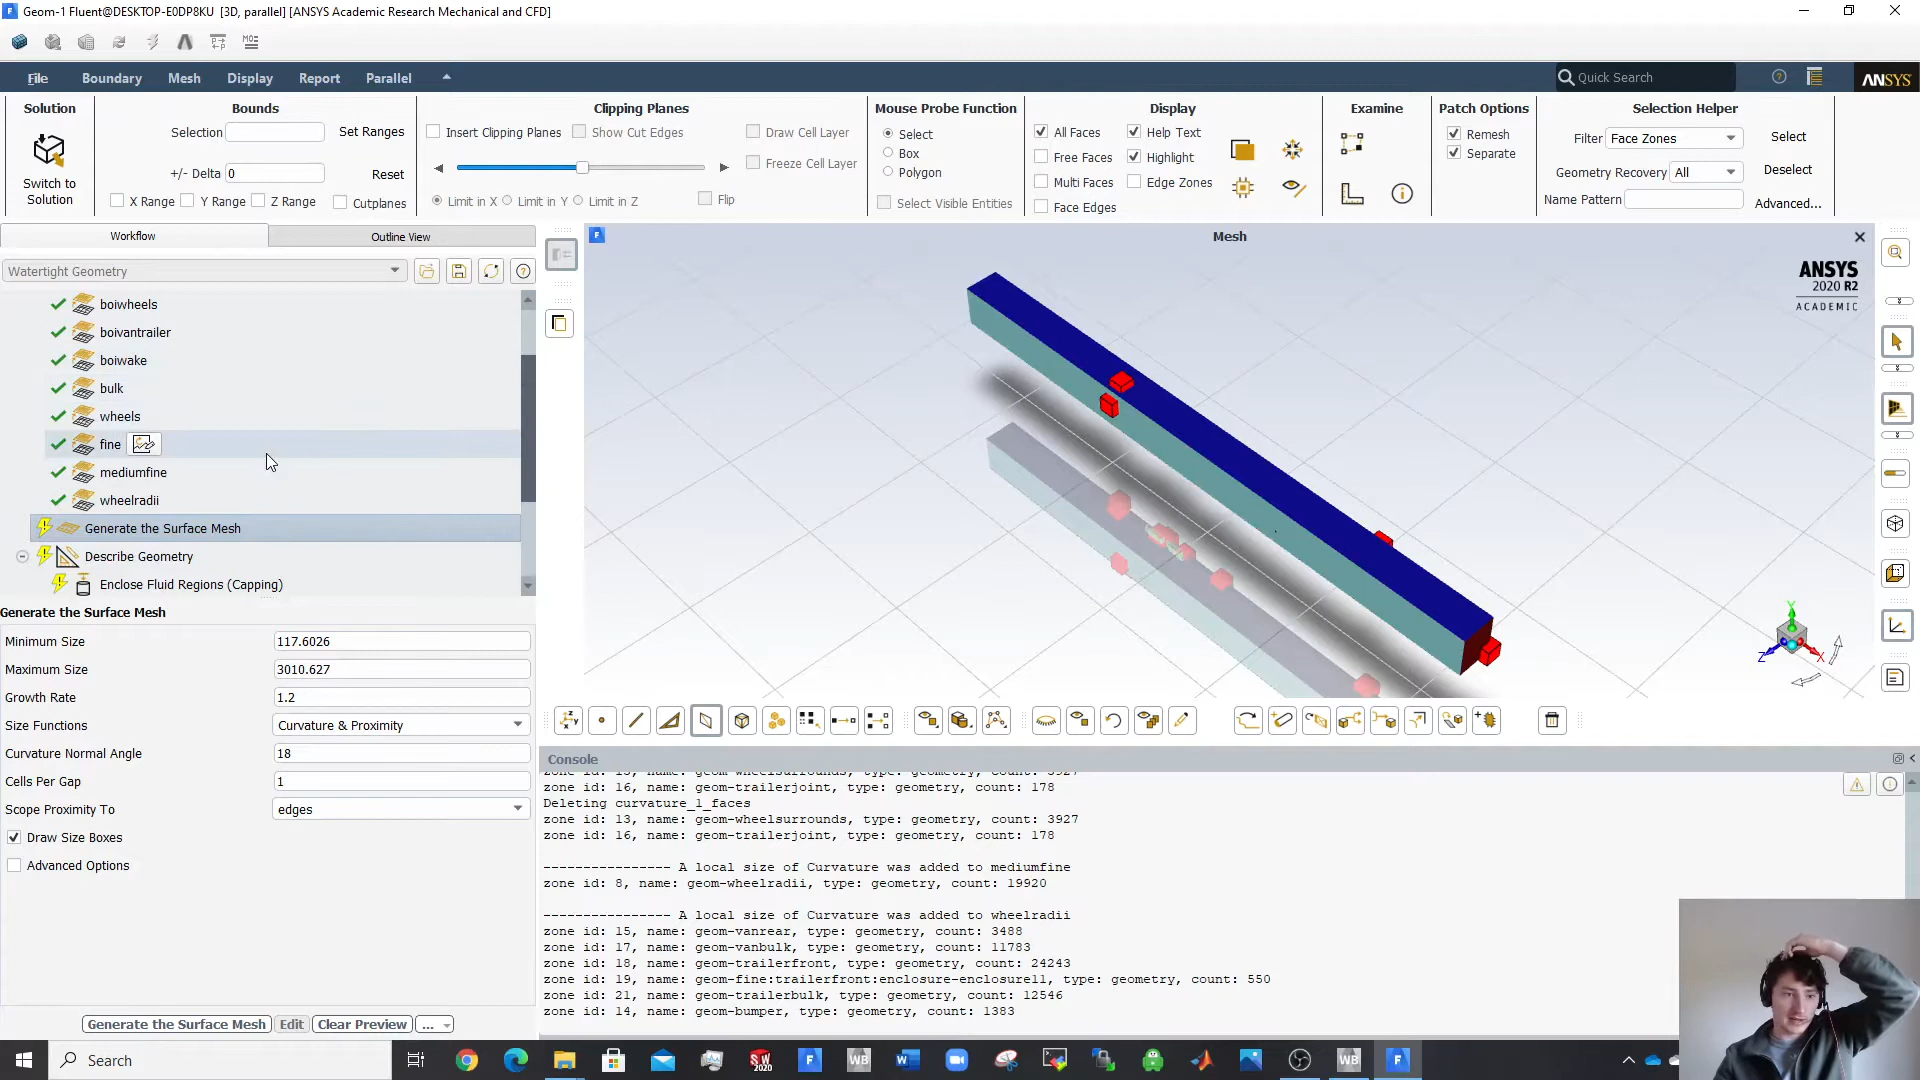 Geom-1 Fluent@DESKTOP-E0DP8KU [3D, parallel] [ANSYS Academic Research Mechanical and CFD]
File Boundary Mesh Display Report Parallel
Quick Search
ANSYS
Solution
Switch to
Solution
Bounds
Selection Set Ranges
+/- Delta 0 Reset
X Range Y Range Z Range Cutplanes
Clipping Planes
Insert Clipping Planes Show Cut Edges Draw Cell Layer
Freeze Cell Layer
Limit in X Limit in Y Limit in Z Flip
Mouse Probe Function
Select
Box
Polygon
Select Visible Entities
Display
All Faces Help Text
Free Faces Highlight
Multi Faces Edge Zones
Face Edges
Examine
Patch Options
Remesh
Separate
Selection Helper
Filter Face Zones Select
Geometry Recovery All Deselect
Name Pattern Advanced...
Workflow Outline View
Watertight Geometry
boiwheels
boivantrailer
boiwake
bulk
wheels
fine
mediumfine
wheelradii
Generate the Surface Mesh
Describe Geometry
Enclose Fluid Regions (Capping)
Generate the Surface Mesh
Minimum Size 117.6026
Maximum Size 3010.627
Growth Rate 1.2
Size Functions Curvature & Proximity
Curvature Normal Angle 18
Cells Per Gap 1
Scope Proximity To edges
Draw Size Boxes
Advanced Options
Generate the Surface Mesh Edit Clear Preview ...
Mesh
ANSYS
2020 R2
ACADEMIC
Y
Z
X
Console
zone id: 16, name: geom-trailerjoint, type: geometry, count: 178
Deleting curvature_1_faces
zone id: 13, name: geom-wheelsurrounds, type: geometry, count: 3927
zone id: 16, name: geom-trailerjoint, type: geometry, count: 178
---------------- A local size of Curvature was added to mediumfine
zone id: 8, name: geom-wheelradii, type: geometry, count: 19920
---------------- A local size of Curvature was added to wheelradii
zone id: 15, name: geom-vanrear, type: geometry, count: 3488
zone id: 17, name: geom-vanbulk, type: geometry, count: 11783
zone id: 18, name: geom-trailerfront, type: geometry, count: 24243
zone id: 19, name: geom-fine:trailerfront:enclosure-enclosure11, type: geometry, count: 550
zone id: 21, name: geom-trailerbulk, type: geometry, count: 12546
zone id: 14, name: geom-bumper, type: geometry, count: 1383
Search